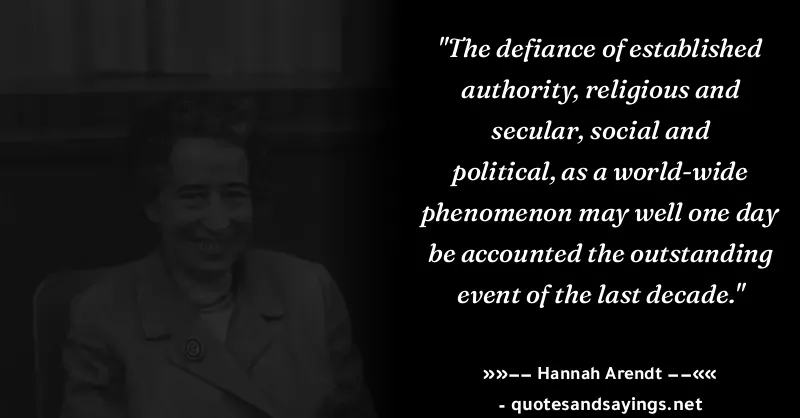 "The defiance of established
authority, religious and
secular, social and
political, as a world-wide
phenomenon may well one day
be accounted the outstanding
event of the last decade."
»»−− Hannah Arendt −−««
- quotesandsayings.net